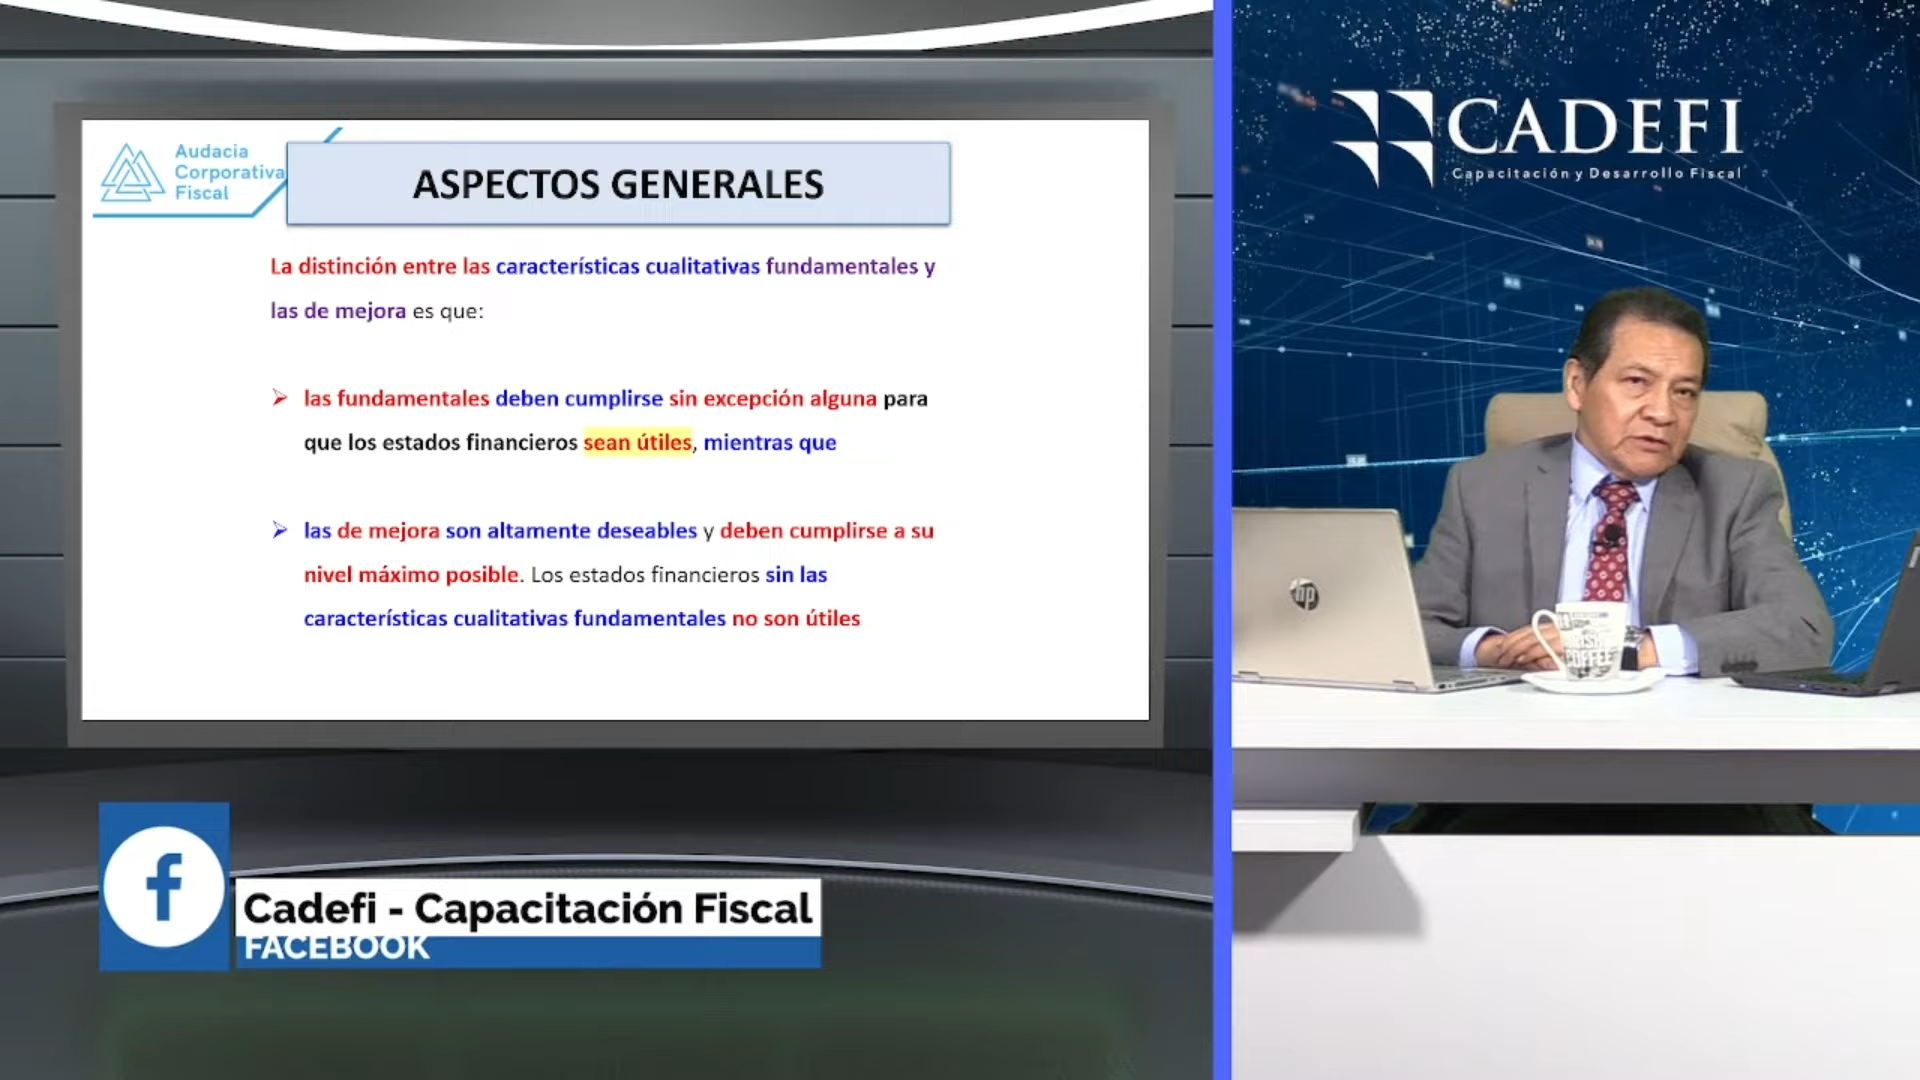 Audacia
Corporativa
Fiscal
ASPECTOS GENERALES
La distinción entre las características cualitativas fundamentales y
las de mejora es que:
las fundamentales deben cumplirse sin excepción alguna para
que los estados financieros sean útiles, mientras que
las de mejora son altamente deseables y deben cumplirse a su
nivel máximo posible. Los estados financieros sin las
características cualitativas fundamentales no son útiles
Cadefi - Capacitación Fiscal
FACEBOOK
CADEFI
Capacitación y Desarrollo Fiscal
hp
COFFEE